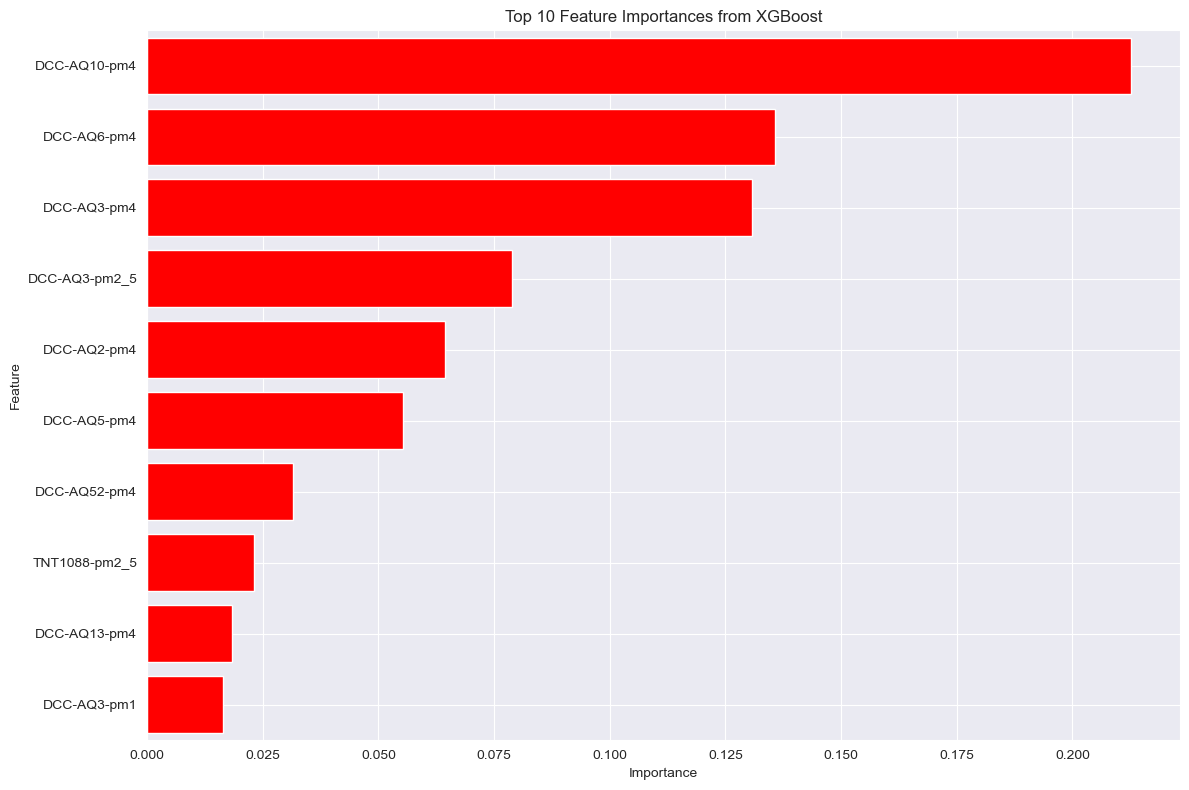 Top 10 Feature Importances from XGBoost
DCC-AQ10-pm4
DCC-AQ6-pm4
DCC-AQ3-pm4
DCC-AQ3-pm2_5
DCC-AQ2-pm4
DCC-AQ5-pm4
DCC-AQ52-pm4
TNT1088-pm2_5
DCC-AQ13-pm4
DCC-AQ3-pm1
Feature
0.000 0.025 0.050 0.075 0.100 0.125 0.150 0.175 0.200
Importance